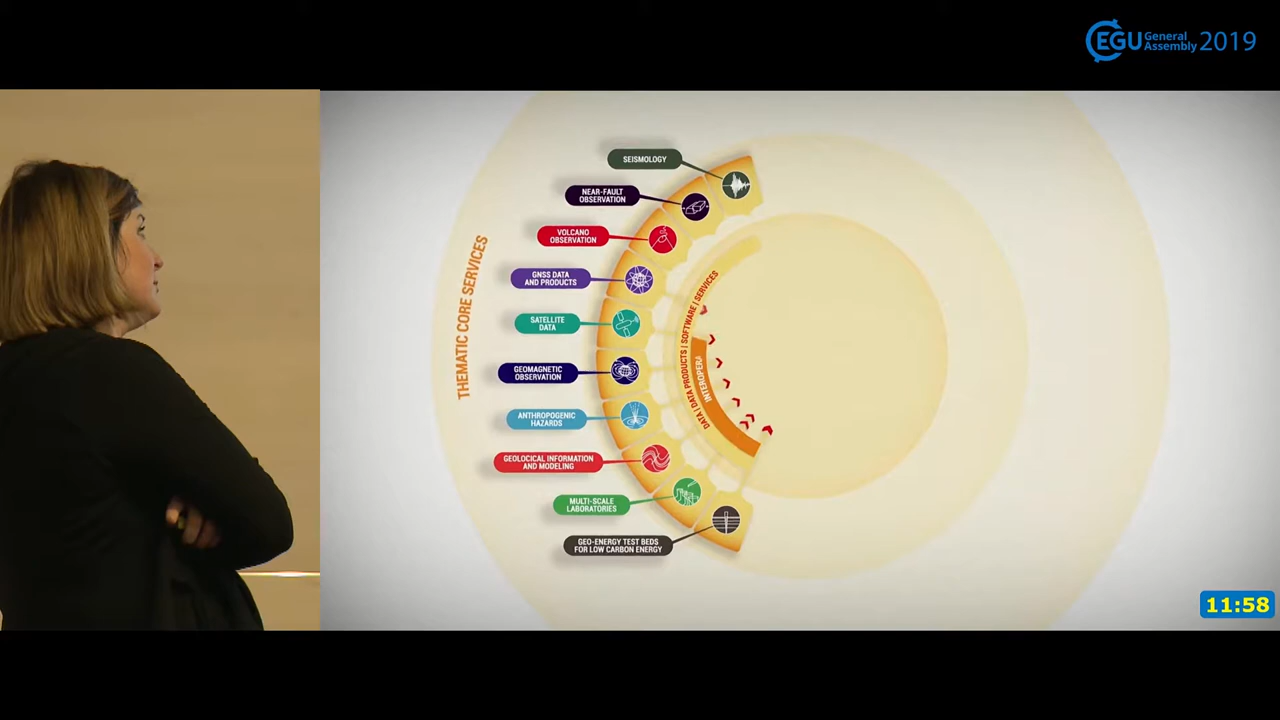 EGU General
Assembly 2019
SEISMOLOGY
NEAR-FAULT
OBSERVATION
VOLCANO
OBSERVATION
GNSS DATA
AND PRODUCTS
SATELLITE
DATA
GEOMAGNETIC
OBSERVATION
ANTHROPOGENIC
HAZARDS
GEOLOCICAL INFORMATION
AND MODELING
MULTI-SCALE
LABORATORIES
GEO-ENERGY TEST BEDS
FOR LOW CARBON ENERGY
THEMATIC CORE SERVICES
DATA | DATA PRODUCTS | SOFTWARE | SERVICES
INTEROPERA
11:58